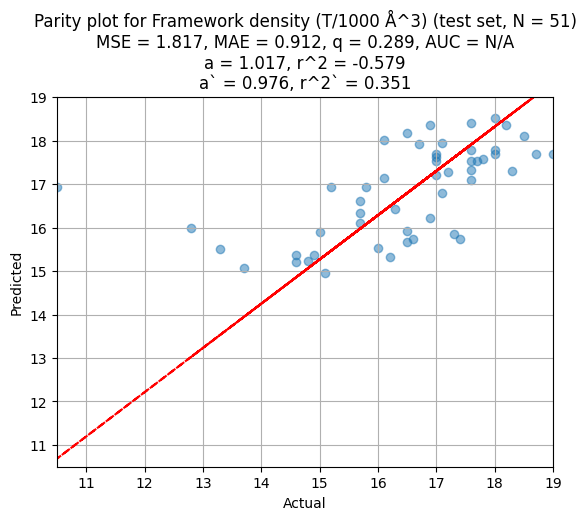 Parity plot for Framework density (T/1000 Å^3) (test set, N = 51)
MSE = 1.817, MAE = 0.912, q = 0.289, AUC = N/A
a = 1.017, r^2 = -0.579
a` = 0.976, r^2` = 0.351
19
18
17
16
15
14
13
12
11
Predicted
11 12 13 14 15 16 17 18 19
Actual